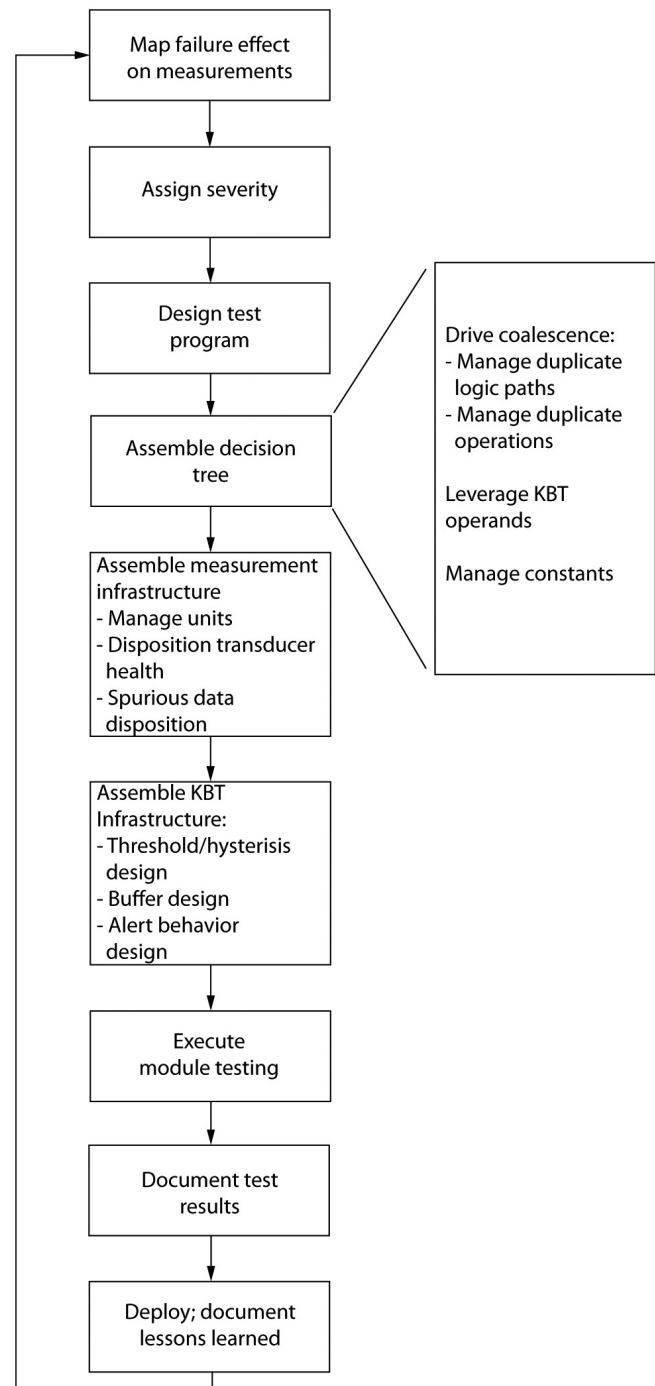 Map failure effect
on measurements
Assign severity
Design test
program
Assemble decision
tree
Drive coalescence:
- Manage duplicate
logic paths
- Manage duplicate
operations
Leverage KBT
operands
Manage constants
Assemble measurement
infrastructure
- Manage units
- Disposition transducer
health
- Spurious data
disposition
Assemble KBT
Infrastructure:
- Threshold/hysterisis
design
- Buffer design
- Alert behavior
design
Execute
module testing
Document test
results
Deploy; document
lessons learned